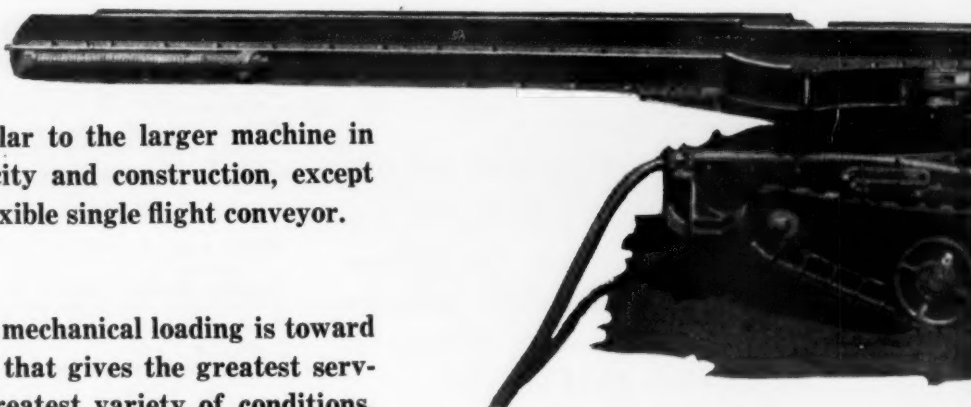 lar to the larger machine in
city and construction, except
xible single flight conveyor.
mechanical loading is toward
that gives the greatest serv-
reatest variety of conditions.